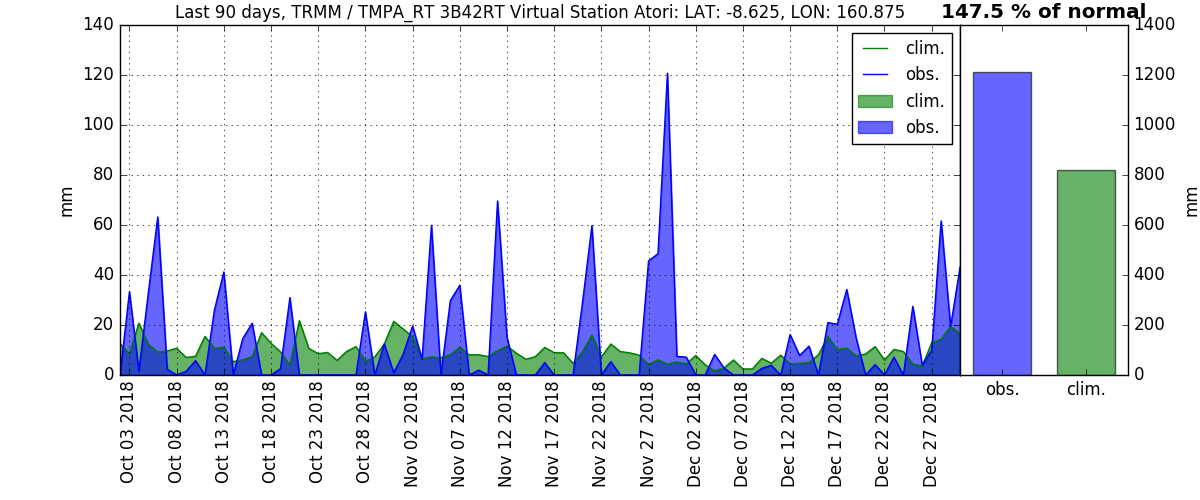 Last 90 days, TRMM / TMPA_RT 3B42RT Virtual Station Atori: LAT: -8.625, LON: 160.875
147.5 % of normal
mm
140
120
100
80
60
40
20
0
clim.
obs.
clim.
obs.
1400
1200
1000
800
600
400
200
0
mm
Oct 03 2018
Oct 08 2018
Oct 13 2018
Oct 18 2018
Oct 23 2018
Oct 28 2018
Nov 02 2018
Nov 07 2018
Nov 12 2018
Nov 17 2018
Nov 22 2018
Nov 27 2018
Dec 02 2018
Dec 07 2018
Dec 12 2018
Dec 17 2018
Dec 22 2018
Dec 27 2018
obs.
clim.